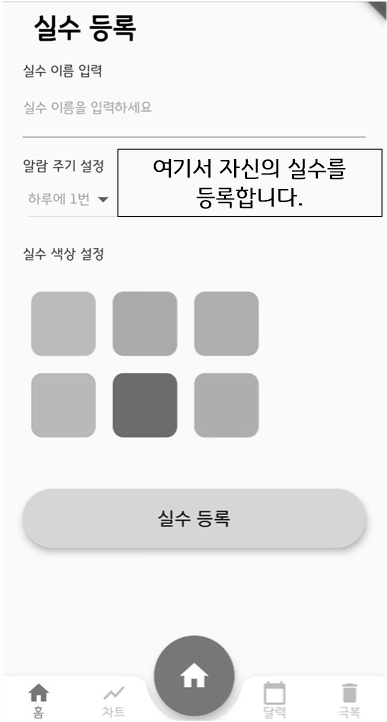 실수 등록
실수 이름 입력
실수 이름을 입력하세요
알람 주기 설정
하루에 1번
여기서 자신의 실수를
등록합니다.
실수 색상 설정
실수 등록
홈
차트
달력
극복